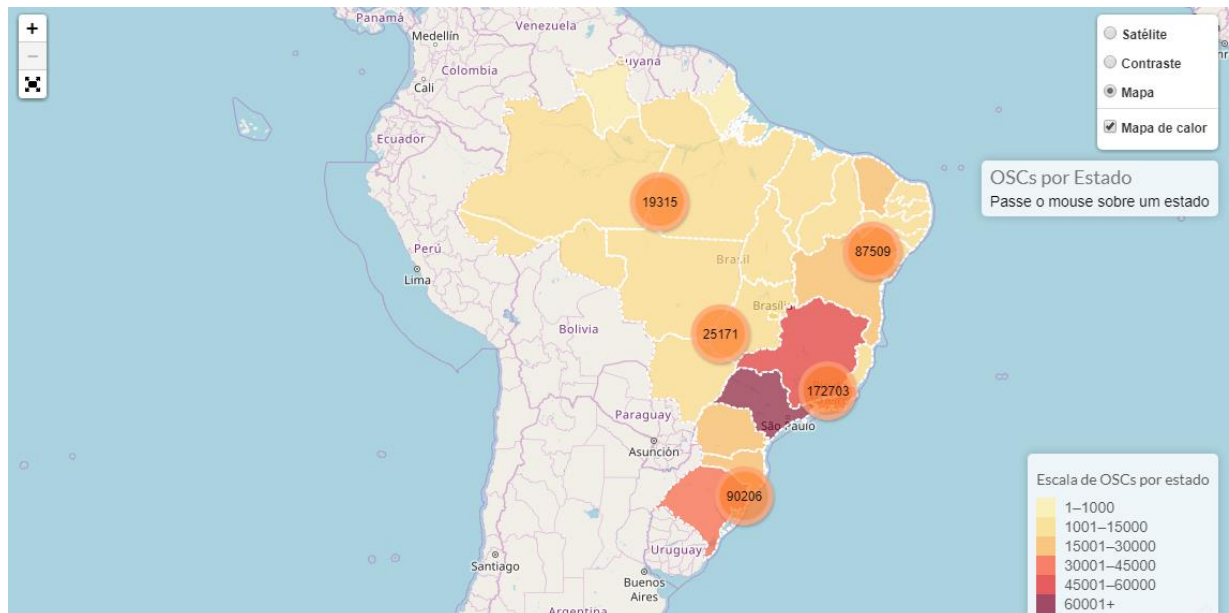 +
−
Panamá
Medellín
Venezuela
Guyana
Colombia
Cali
Ecuador
Perú
Lima
Brasil
Bolivia
Paraguay
Asunción
São Paulo
Uruguay
Santiago
Buenos
Aires
Argentina
19315
87509
25171
172703
90206
Satélite
Contraste
Mapa
Mapa de calor
OSCs por Estado
Passe o mouse sobre um estado
Escala de OSCs por estado
1–1000
1001–15000
15001–30000
30001–45000
45001–60000
60001+